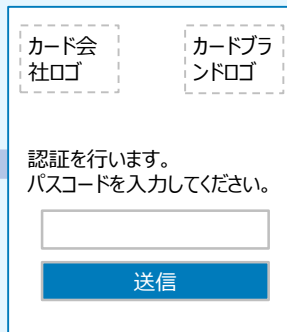 カード会
社ロゴ
カードブラ
ンドロゴ
認証を行います。
パスコードを入力してください。
送信